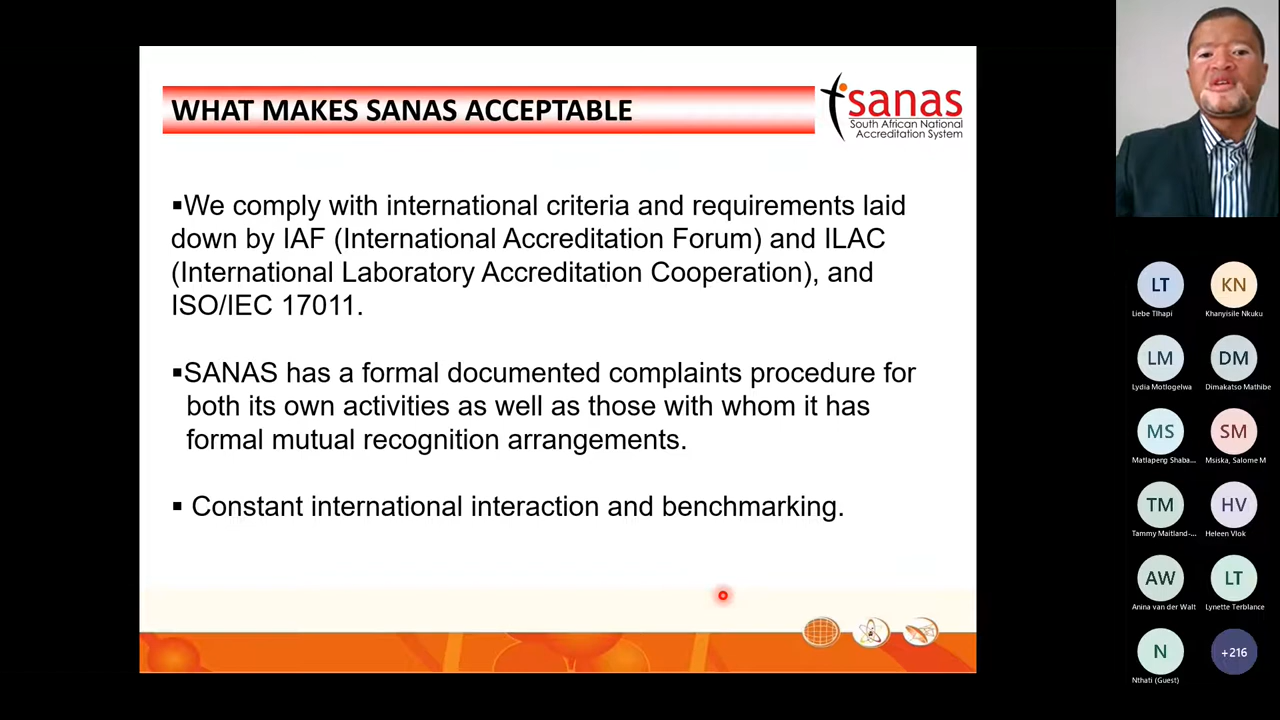 WHAT MAKES SANAS ACCEPTABLE
sanas
South African National
Accreditation System
▪We comply with international criteria and requirements laid
down by IAF (International Accreditation Forum) and ILAC
(International Laboratory Accreditation Cooperation), and
ISO/IEC 17011.
▪SANAS has a formal documented complaints procedure for
both its own activities as well as those with whom it has
formal mutual recognition arrangements.
▪ Constant international interaction and benchmarking.
LT
KN
Liebe Tlhapi
Khanyisile Nkuku
LM
DM
Lydia Motlogelwa
Dimakatso Mathibe
MS
SM
Matlapeng Shaba...
Msiska, Salome M
TM
HV
Tammy Maitland-...
Heleen Vlok
AW
LT
Anina van der Walt
Lynette Terblance
N
+216
Nthati (Guest)